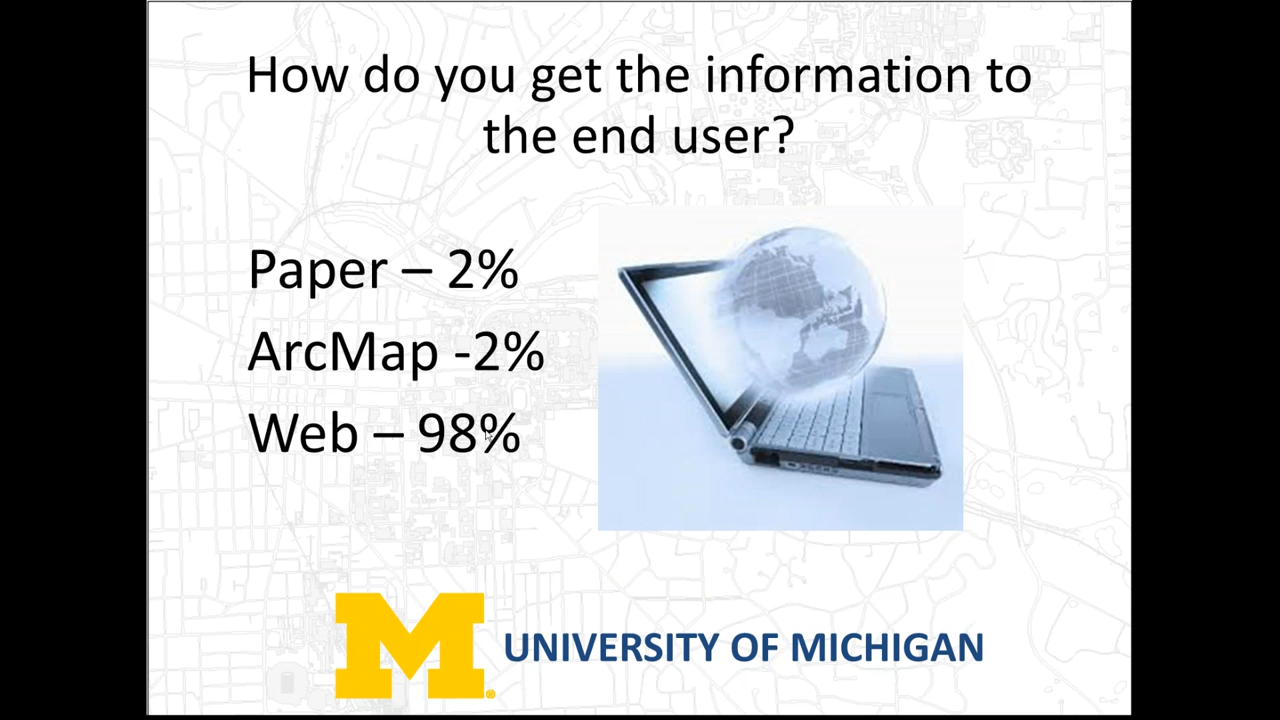 How do you get the information to
the end user?
Paper – 2%
ArcMap -2%
Web – 98%
M®
UNIVERSITY OF MICHIGAN